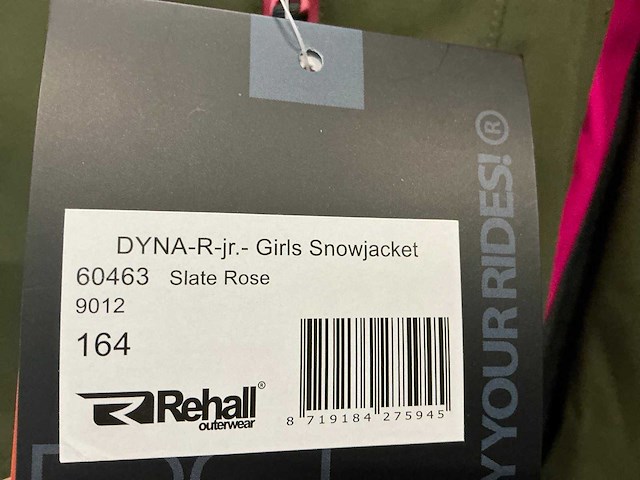 DYNA-R-jr.- Girls Snowjacket
60463 Slate Rose
9012
164
Rehall®
outerwear
8 719184 275945
YOUR RIDES!®